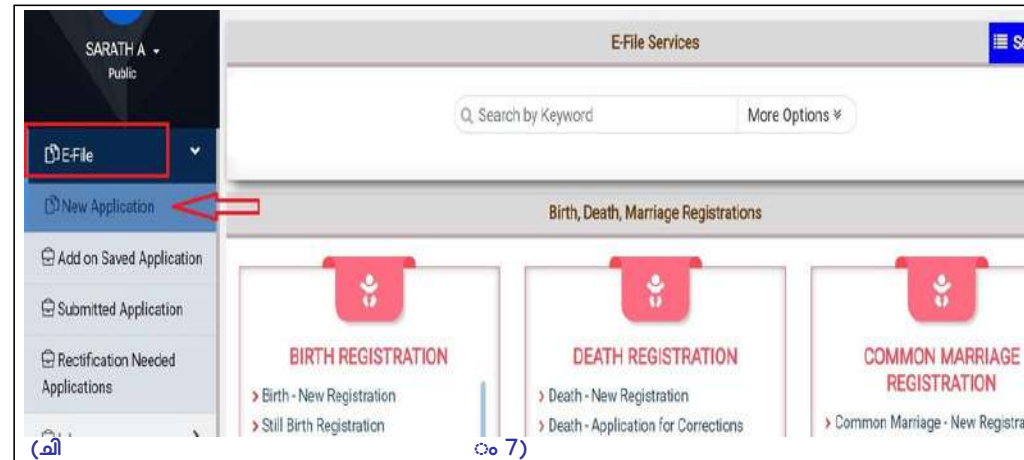 SARATH A
Public
E-File
New Application
Add on Saved Application
Submitted Application
Rectification Needed
Applications
E-File Services
Search by Keyword
More Options
Birth, Death, Marriage Registrations
BIRTH REGISTRATION
> Birth - New Registration
> Still Birth Registration
DEATH REGISTRATION
> Death - New Registration
> Death - Application for Corrections
COMMON MARRIAGE
REGISTRATION
> Common Marriage - New Registra
(ചി ം 7)